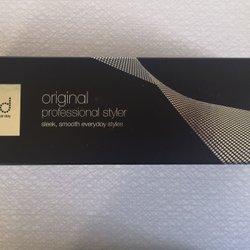 d
original
professional styler
sleek, smooth everyday styles